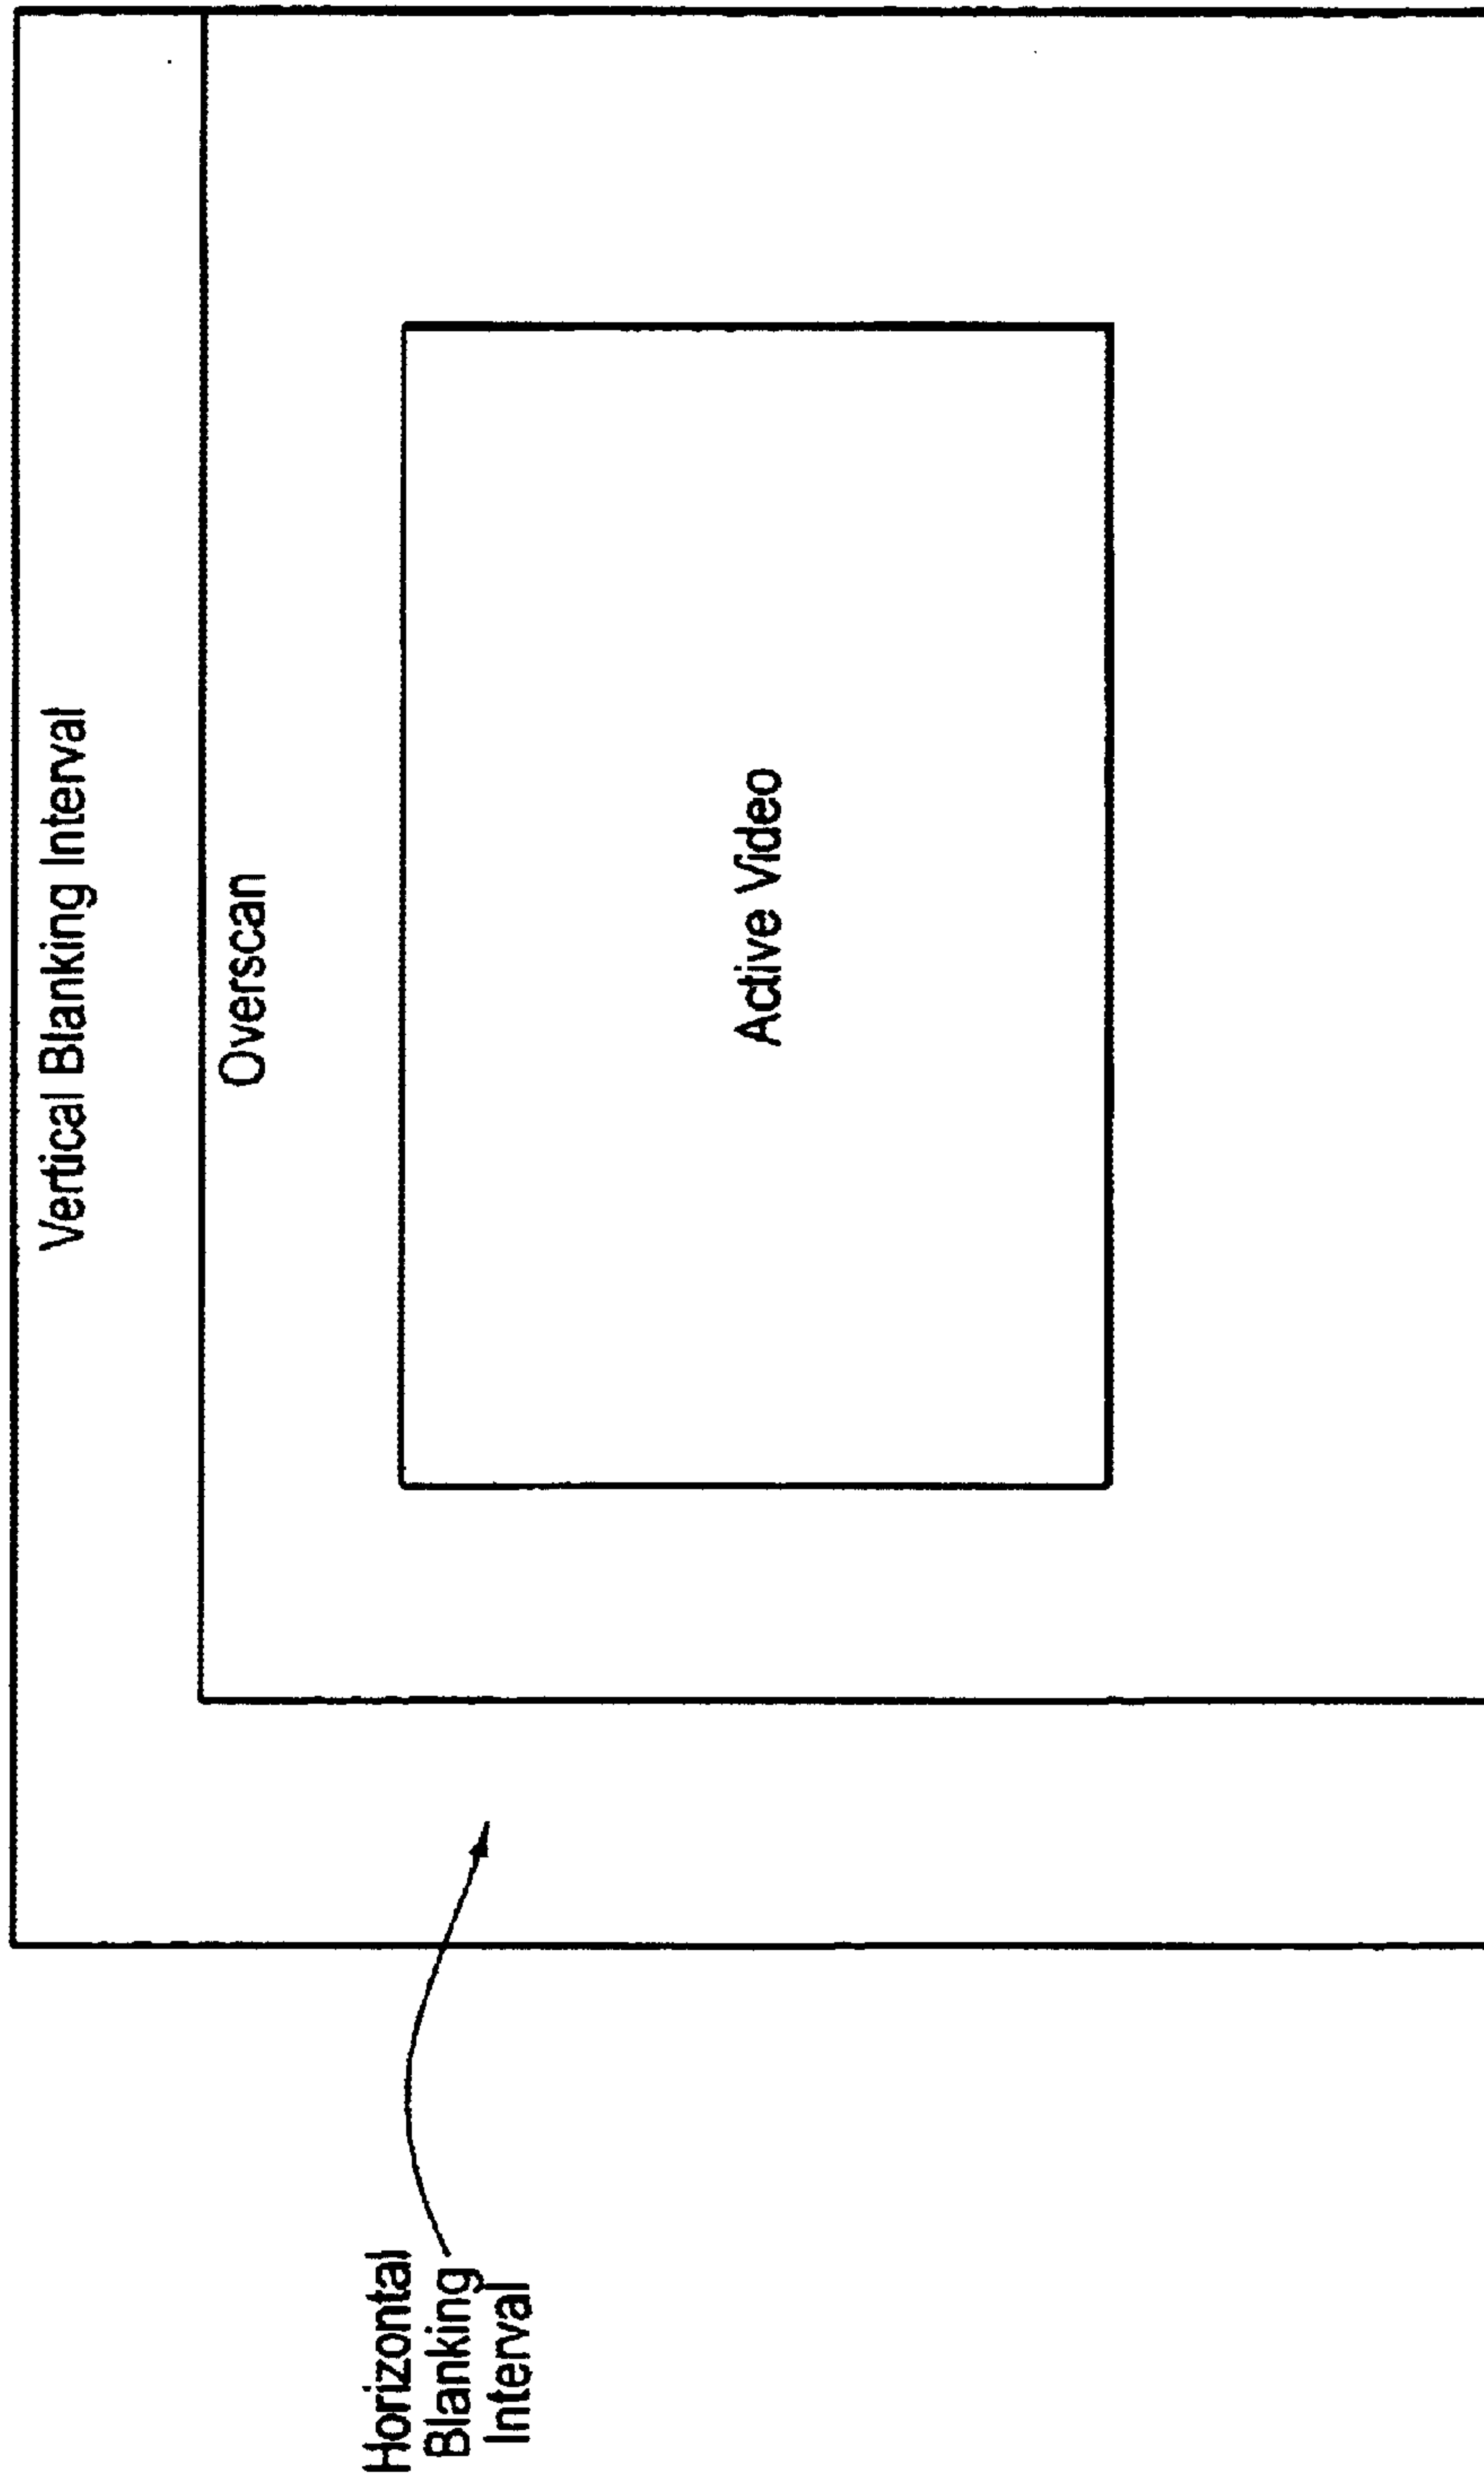 Vertical Blanking Interval
Overscan
Active Video
Horizontal
Blanking
Interval